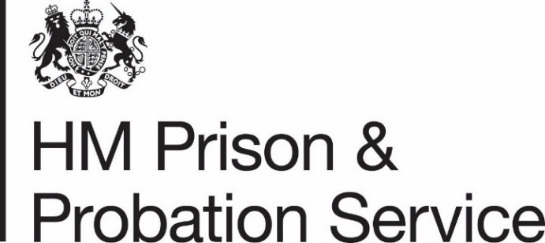 DIEU ET MON DROIT
HM Prison &
Probation Service